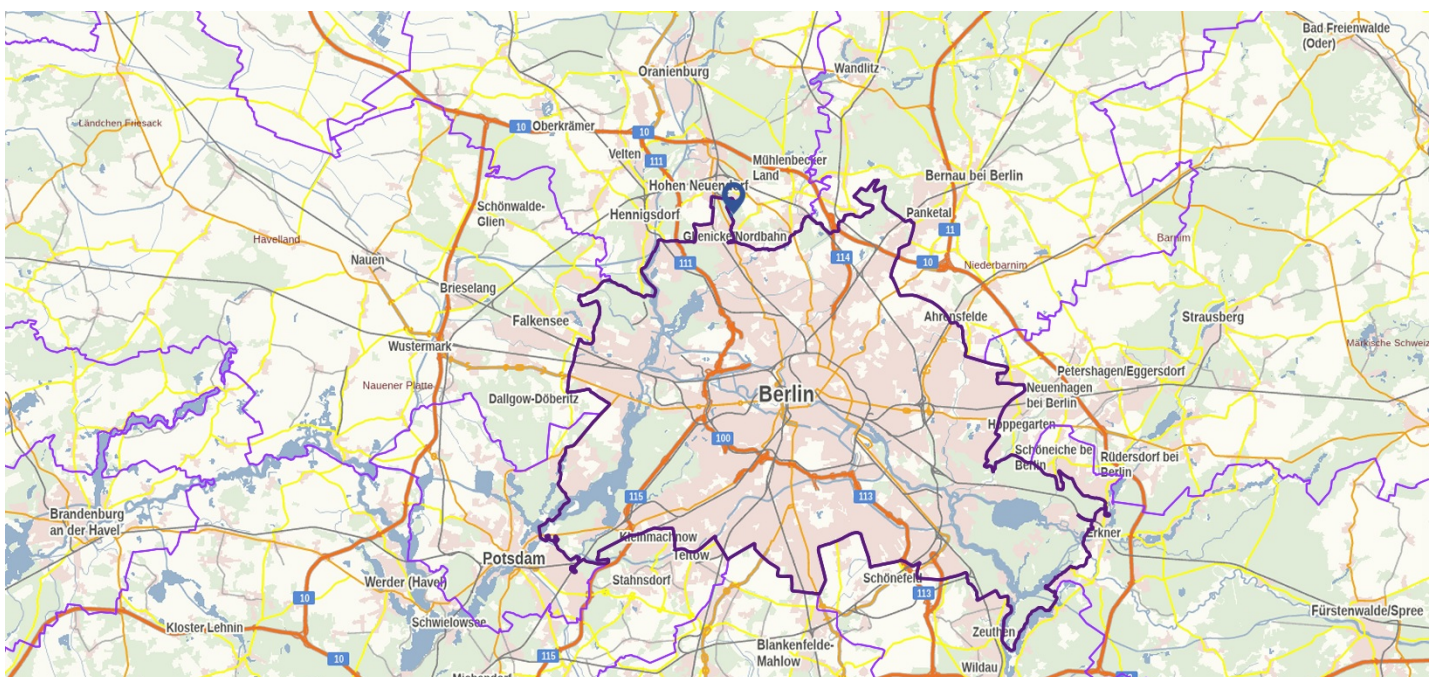 Bad Freienwalde
(Oder)
Wandlitz
Oranienburg
Ländchen Friesack
10
Oberkrämer
10
Velten
111
Mühlenbecker
Land
Bernau bei Berlin
Hohen Neuendorf
Schönwalde-
Glien
Hennigsdorf
Panketal
11
Havelland
Glienicke/Nordbahn
Barnim
Nauen
111
114
10
Niederbarnim
Brieselang
Falkensee
Ahrensfelde
Strausberg
Wustermark
Märkische Schweiz
Petershagen/Eggersdorf
Nauener Platte
Neuenhagen
bei Berlin
Dallgow-Döberitz
Berlin
Hoppegarten
100
Schöneiche be
Berlin
Rüdersdorf bei
Berlin
115
113
Brandenburg
an der Havel
Kleinmachnow
Erkner
Teltow
Potsdam
Werder (Havel)
Stahnsdorf
Schönefeld
113
10
Schwielowsee
Fürstenwalde/Spree
Kloster Lehnin
Zeuthen
Blankenfelde-
Mahlow
10
115
Wildau
Michendorf